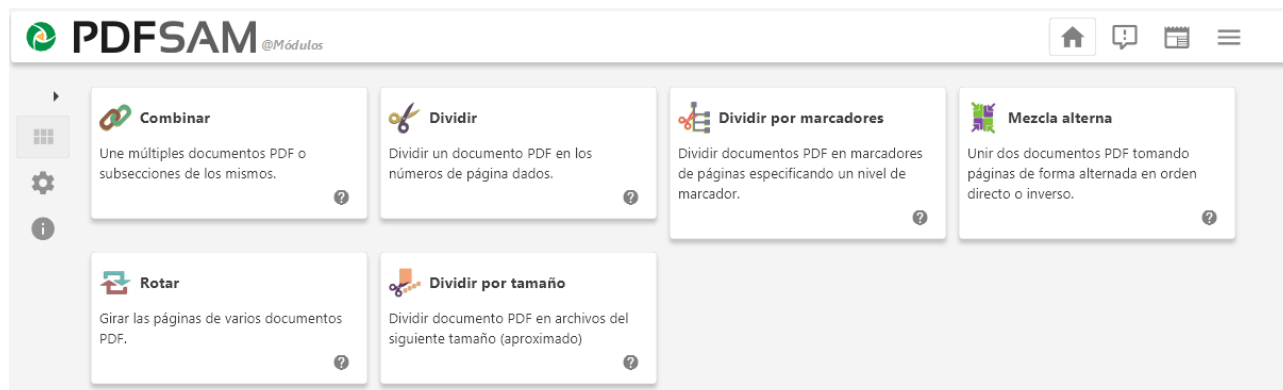 PDFSAM @Módulos
Combinar
Une múltiples documentos PDF o
subsecciones de los mismos.
Dividir
Dividir un documento PDF en los
números de página dados.
Dividir por marcadores
Dividir documentos PDF en marcadores
de páginas especificando un nivel de
marcador.
Mezcla alterna
Unir dos documentos PDF tomando
páginas de forma alternada en orden
directo o inverso.
Rotar
Girar las páginas de varios documentos
PDF.
Dividir por tamaño
Dividir documento PDF en archivos del
siguiente tamaño (aproximado)